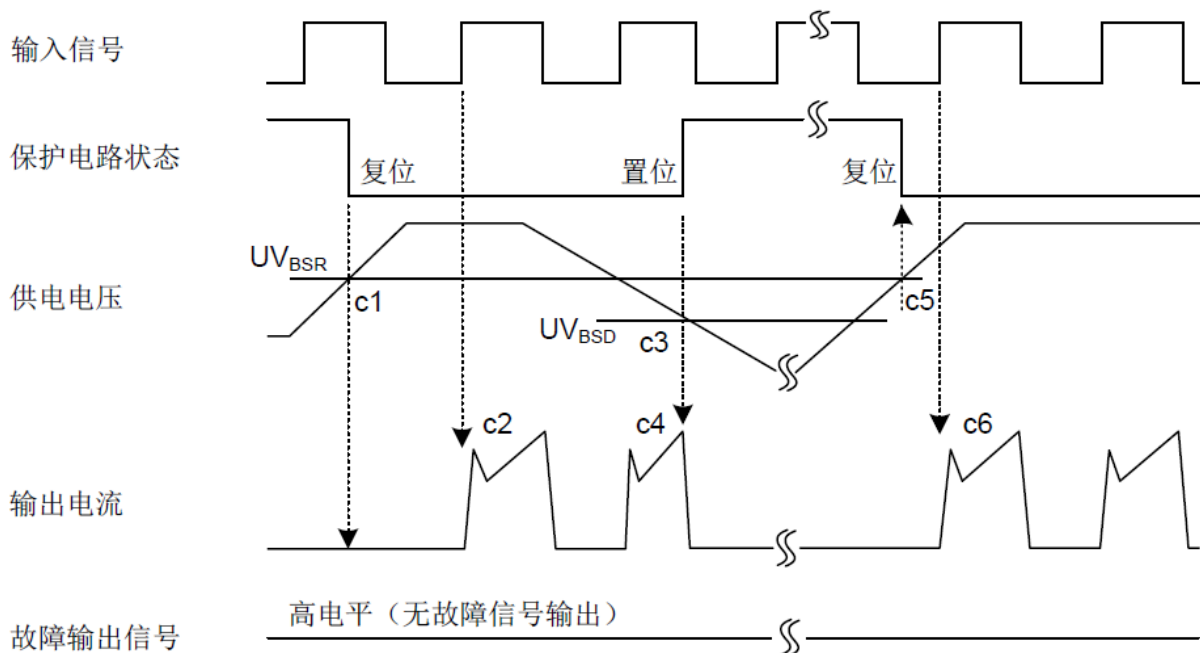 输入信号
保护电路状态
复位
置位
复位
供电电压
UVBSR
c1
UVBSD
c3
c5
输出电流
c2
c4
c6
故障输出信号
高电平（无故障信号输出）